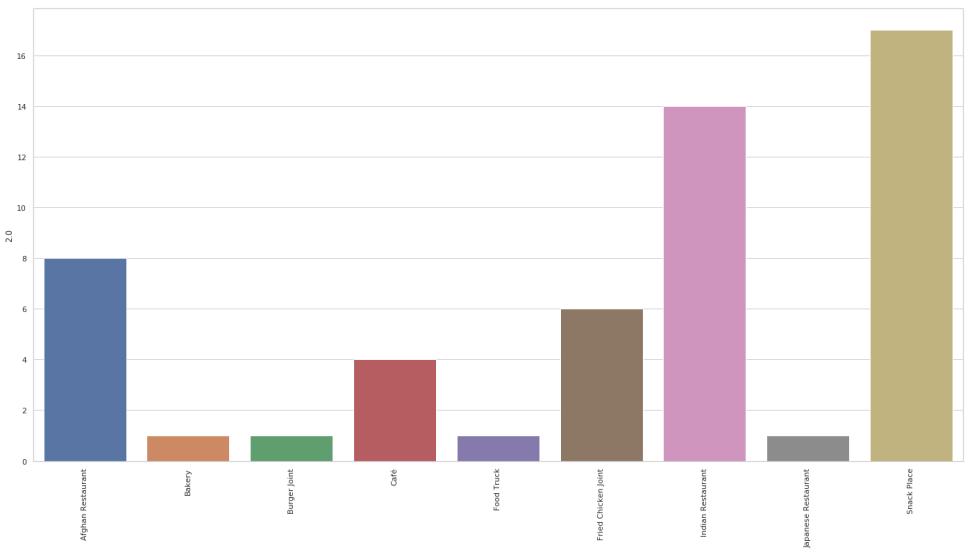 16
14
12
10
8
6
4
2
0
2.0
Afghan Restaurant
Bakery
Burger Joint
Café
Food Truck
Fried Chicken Joint
Indian Restaurant
Japanese Restaurant
Snack Place